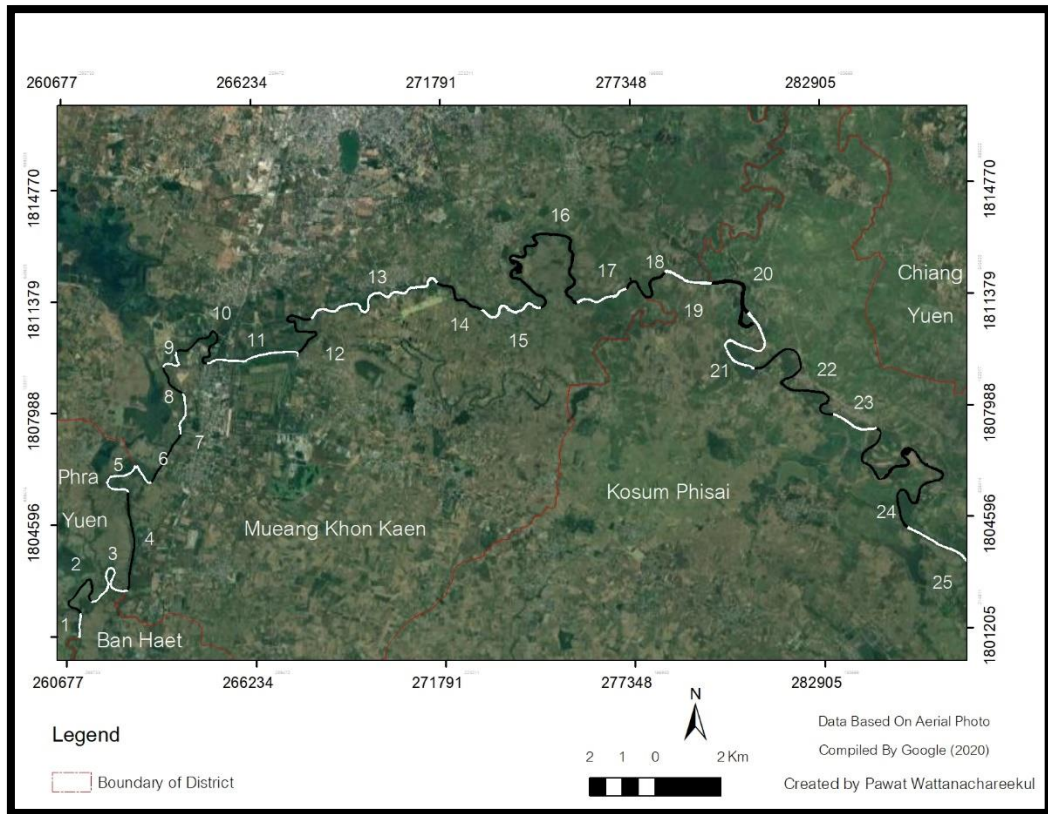 260677 266234 271791 277348 282905
1814770 1814770
16
Chiang
Yuen
13 17 18 20
1811379 1811379
10 14 15 19
11
12
9 21
22
8 23
1807988 1807988
7
5 6
Phra
Kosum Phisai
Yuen
24
1804596 Mueang Khon Kaen 1804596
4
3
2 25
1
Ban Haet
1801205
260677 266234 271791 277348 282905
N
Legend
Data Based On Aerial Photo
2 1 0 2 Km
Compiled By Google (2020)
Boundary of District
Created by Pawat Wattanachareekul